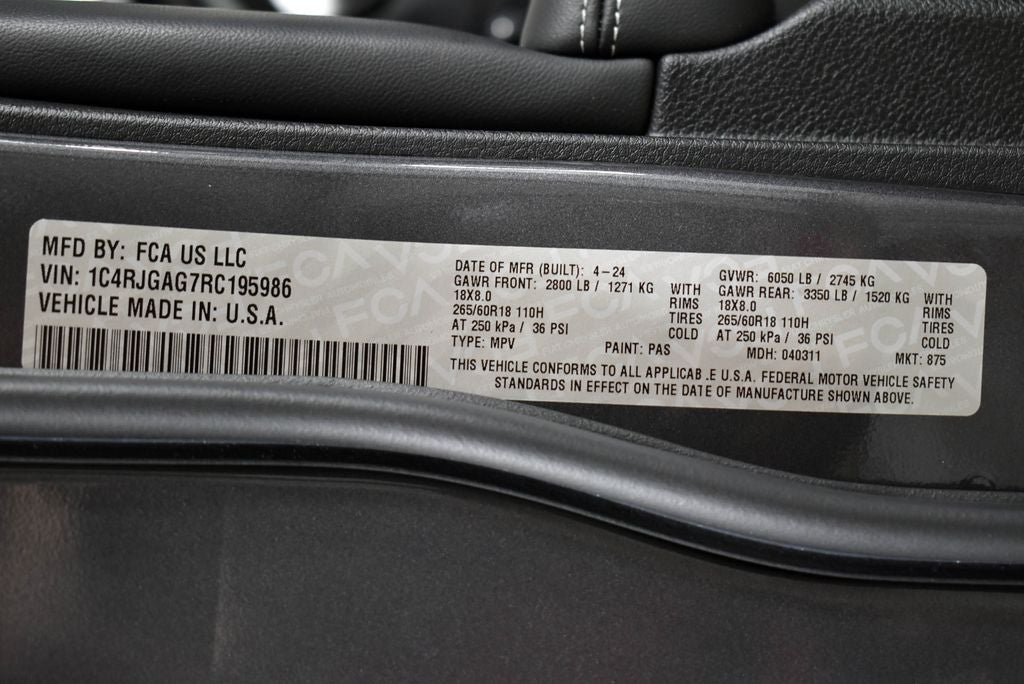 MFD BY: FCA US LLC
VIN: 1C4RJGAG7RC195986
VEHICLE MADE IN: U.S.A.
DATE OF MFR (BUILT): 4-24
GAWR FRONT: 2800 LB / 1271 KG WITH
18X8.0 RIMS
265/60R18 110H TIRES
AT 250 kPa / 36 PSI COLD
TYPE: MPV PAINT: PAS
GVWR: 6050 LB / 2745 KG
GAWR REAR: 3350 LB / 1520 KG WITH
18X8.0 RIMS
265/60R18 110H TIRES
AT 250 kPa / 36 PSI COLD
MDH: 040311 MKT: 875
THIS VEHICLE CONFORMS TO ALL APPLICAB .E U.S.A. FEDERAL MOTOR VEHICLE SAFETY
STANDARDS IN EFFECT ON THE DATE OF MANUFACTURE SHOWN ABOVE.